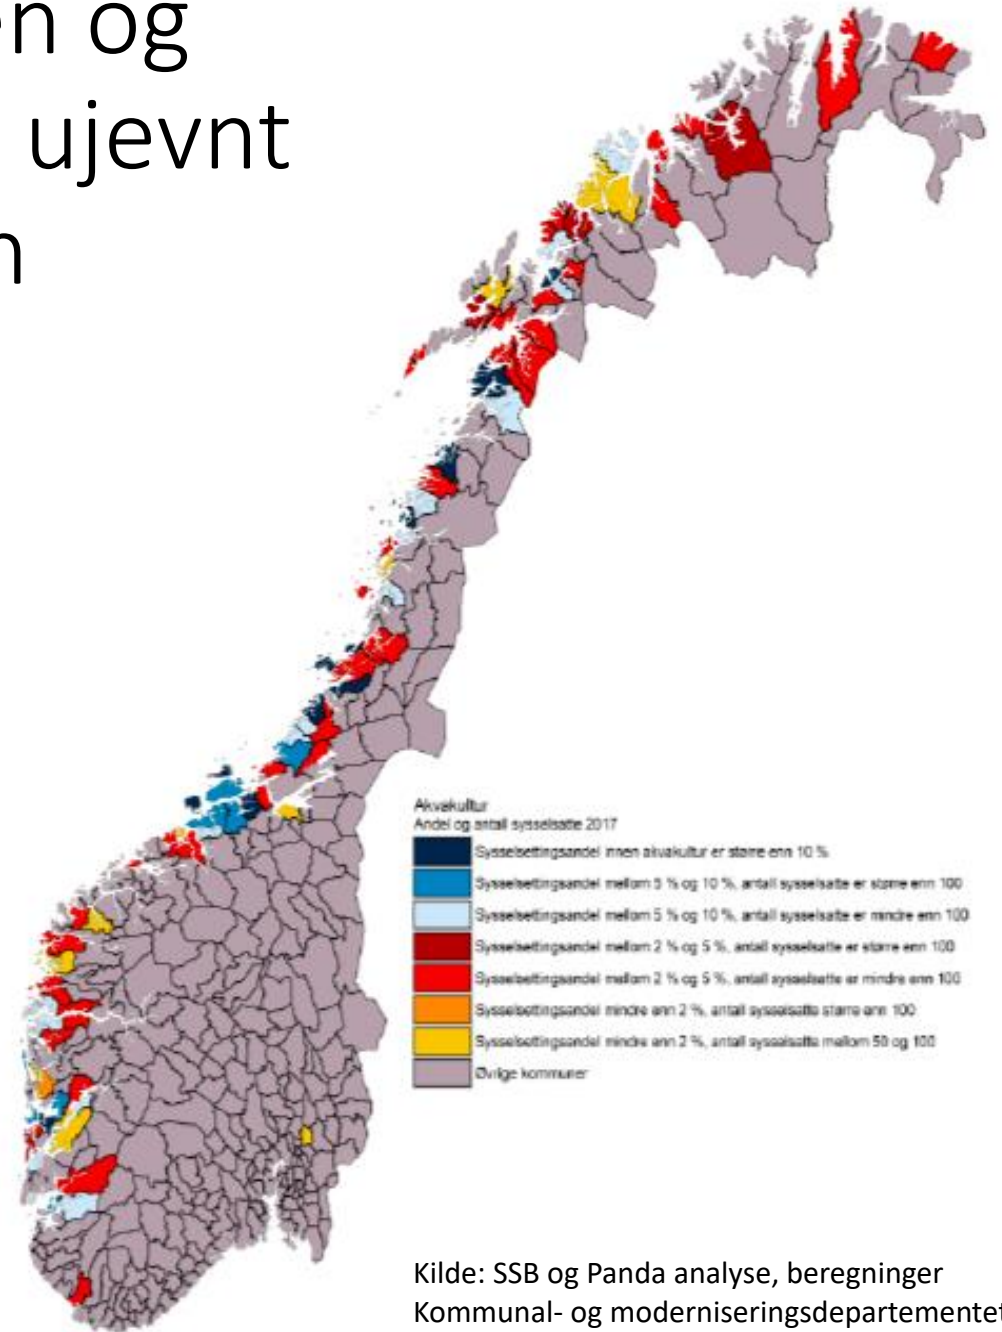 en og
ujevnt
n
Akvakultur
Andel og antall sysselsatte 2017
Sysselsettingsandel innen akvakultur er større enn 10 %
Sysselsettingsandel mellom 5 % og 10 %, antall sysselsatte er større enn 100
Sysselsettingsandel mellom 5 % og 10 %, antall sysselsatte er mindre enn 100
Sysselsettingsandel mellom 2 % og 5 %, antall sysselsatte er større enn 100
Sysselsettingsandel mellom 2 % og 5 %, antall sysselsatte er mindre enn 100
Sysselsettingsandel mindre enn 2 %, antall sysselsatte større enn 100
Sysselsettingsandel mindre enn 2 %, antall sysselsatte mellom 50 og 100
Øvrige kommuner
Kilde: SSB og Panda analyse, beregninger
Kommunal- og moderniseringsdepartementet